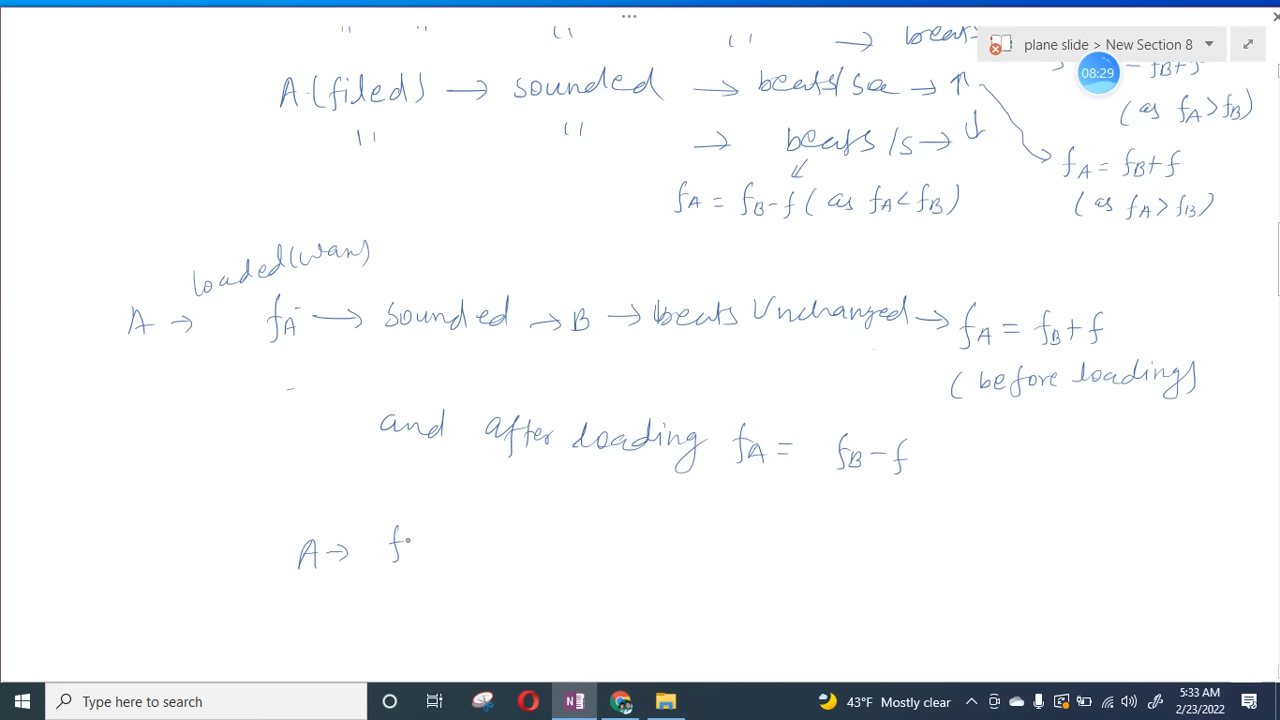 " " " " → beats
plane slide > New Section 8
08:29
= fB + f
(as fA > fB)
A (filed) → sounded → beats/sec → ↑
" " → beats/s → ↓
fA = fB + f
(as fA > fB)
fA = fB - f (as fA < fB)
loaded (wax)
A → fA → sounded → B → beats Unchanged → fA = fB + f
(before loading)
and after loading fA = fB - f
A → f
Type here to search
43°F Mostly clear
5:33 AM
2/23/2022